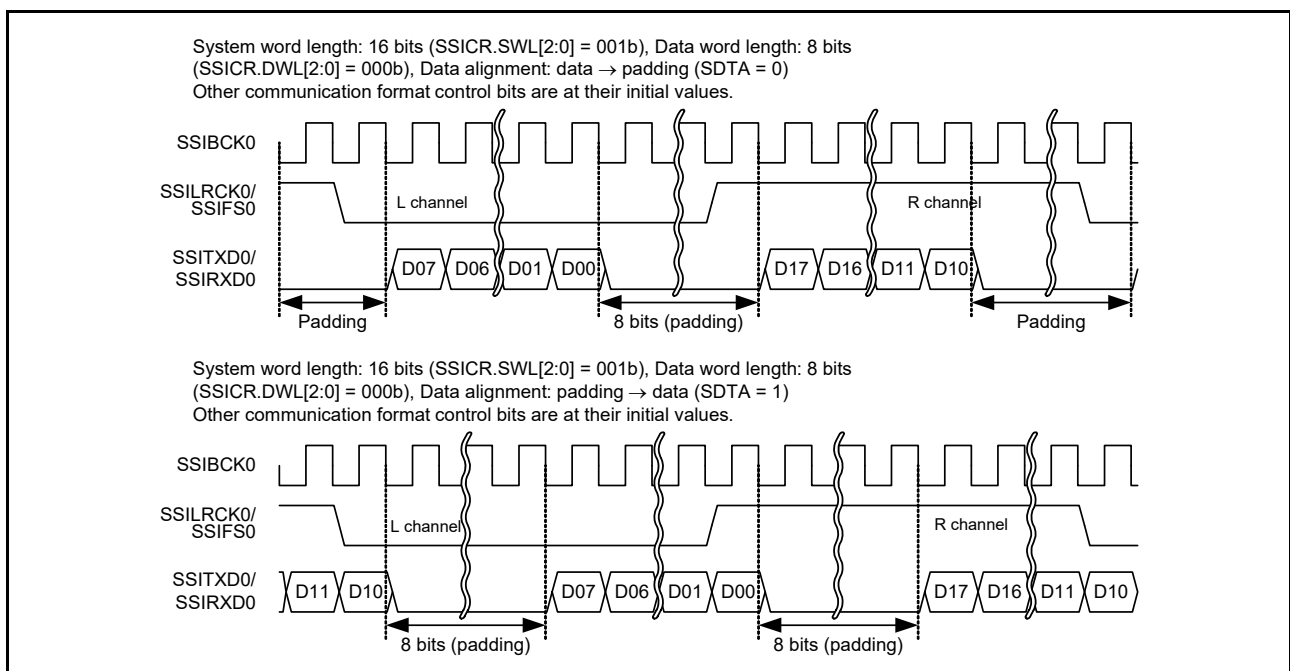 System word length: 16 bits (SSICR.SWL[2:0] = 001b), Data word length: 8 bits
(SSICR.DWL[2:0] = 000b), Data alignment: data → padding (SDTA = 0)
Other communication format control bits are at their initial values.
SSIBCK0
SSILRCK0/
SSIFS0
L channel
R channel
SSITXD0/
SSIRXD0
D07 D06 D01 D00 D17 D16 D11 D10
Padding 8 bits (padding) Padding
System word length: 16 bits (SSICR.SWL[2:0] = 001b), Data word length: 8 bits
(SSICR.DWL[2:0] = 000b), Data alignment: padding → data (SDTA = 1)
Other communication format control bits are at their initial values.
SSIBCK0
SSILRCK0/
SSIFS0
L channel
R channel
SSITXD0/
SSIRXD0
D11 D10 D07 D06 D01 D00 D17 D16 D11 D10
8 bits (padding) 8 bits (padding)